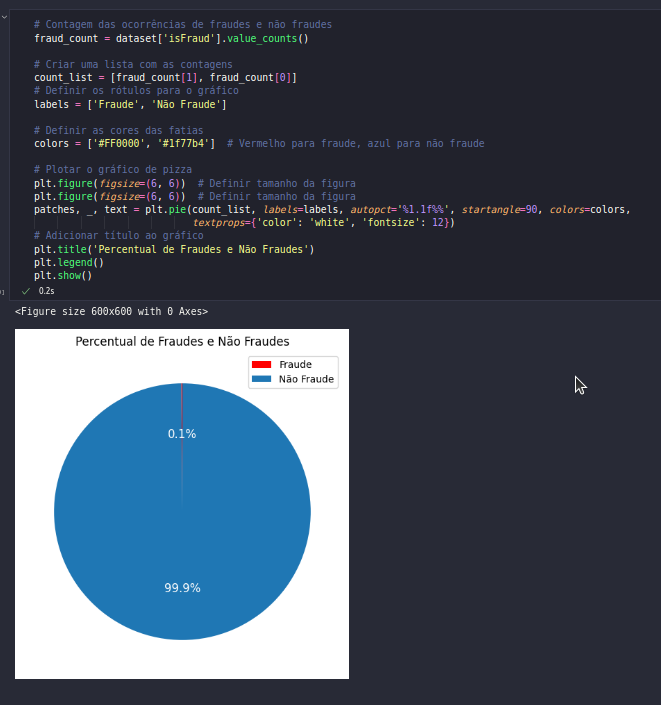 # Contagem das ocorrências de fraudes e não fraudes
fraud_count = dataset['isFraud'].value_counts()
# Criar uma lista com as contagens
count_list = [fraud_count[1], fraud_count[0]]
# Definir os rótulos para o gráfico
labels = ['Fraude', 'Não Fraude']
# Definir as cores das fatias
colors = ['#FF0000', '#1f77b4']  # Vermelho para fraude, azul para não fraude
# Plotar o gráfico de pizza
plt.figure(figsize=(6, 6))  # Definir tamanho da figura
plt.figure(figsize=(6, 6))  # Definir tamanho da figura
patches, _, text = plt.pie(count_list, labels=labels, autopct='%1.1f%%', startangle=90, colors=colors,
textprops={'color': 'white', 'fontsize': 12})
# Adicionar título ao gráfico
plt.title('Percentual de Fraudes e Não Fraudes')
plt.legend()
plt.show()
0.2s
<Figure size 600x600 with 0 Axes>
Percentual de Fraudes e Não Fraudes
Fraude
Não Fraude
0.1%
99.9%